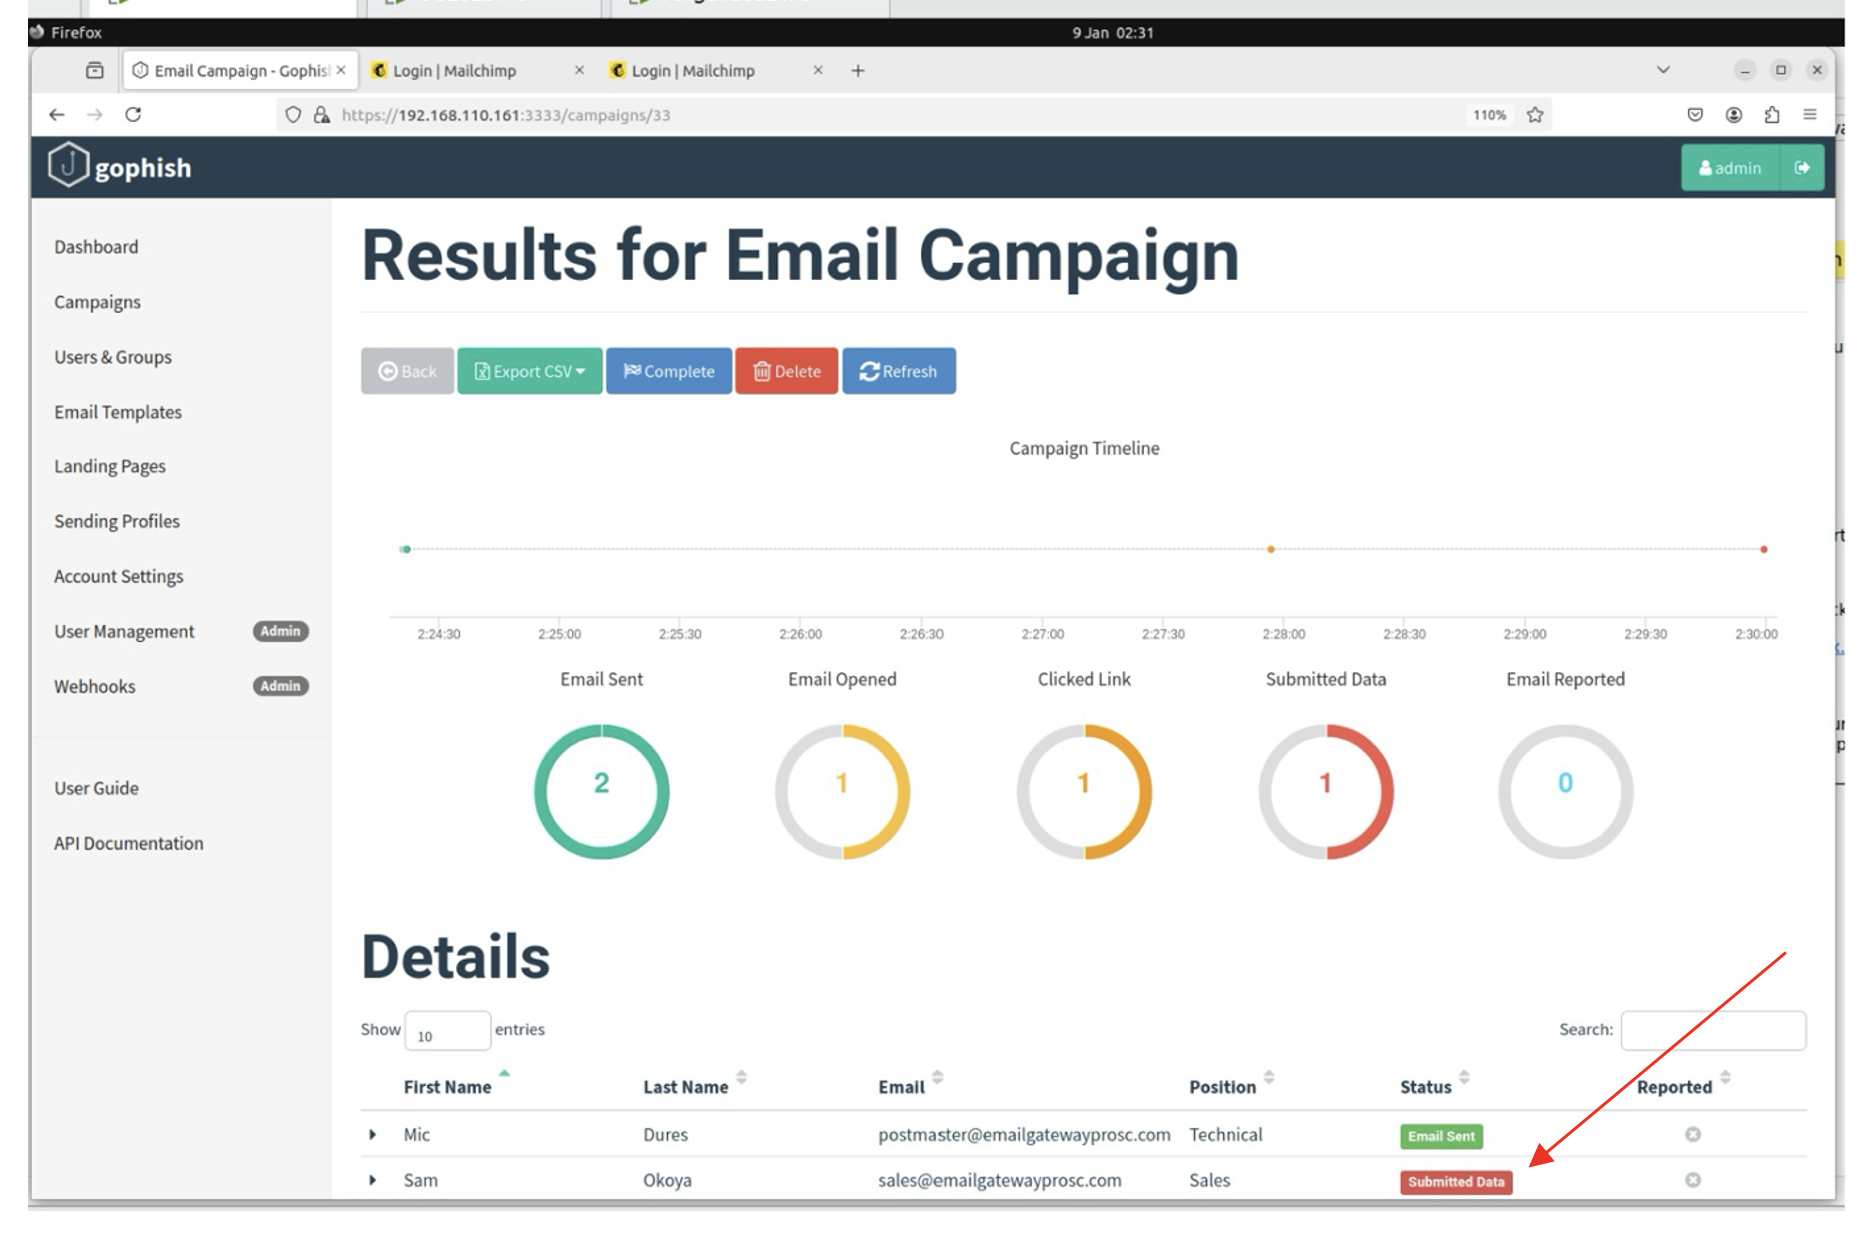 Firefox
9 Jan 02:31
Email Campaign - Gophis
Login | Mailchimp
Login | Mailchimp
https://192.168.110.161:3333/campaigns/33
110%
gophish
admin
Dashboard
Campaigns
Users & Groups
Email Templates
Landing Pages
Sending Profiles
Account Settings
User Management Admin
Webhooks Admin
User Guide
API Documentation
Results for Email Campaign
Back Export CSV Complete Delete Refresh
Campaign Timeline
2:24:30 2:25:00 2:25:30 2:26:00 2:26:30 2:27:00 2:27:30 2:28:00 2:28:30 2:29:00 2:29:30 2:30:00
Email Sent Email Opened Clicked Link Submitted Data Email Reported
2 1 1 1 0
Details
Show 10 entries
Search:
First Name Last Name Email Position Status Reported
Mic Dures postmaster@emailgatewayprosc.com Technical Email Sent
Sam Okoya sales@emailgatewayprosc.com Sales Submitted Data